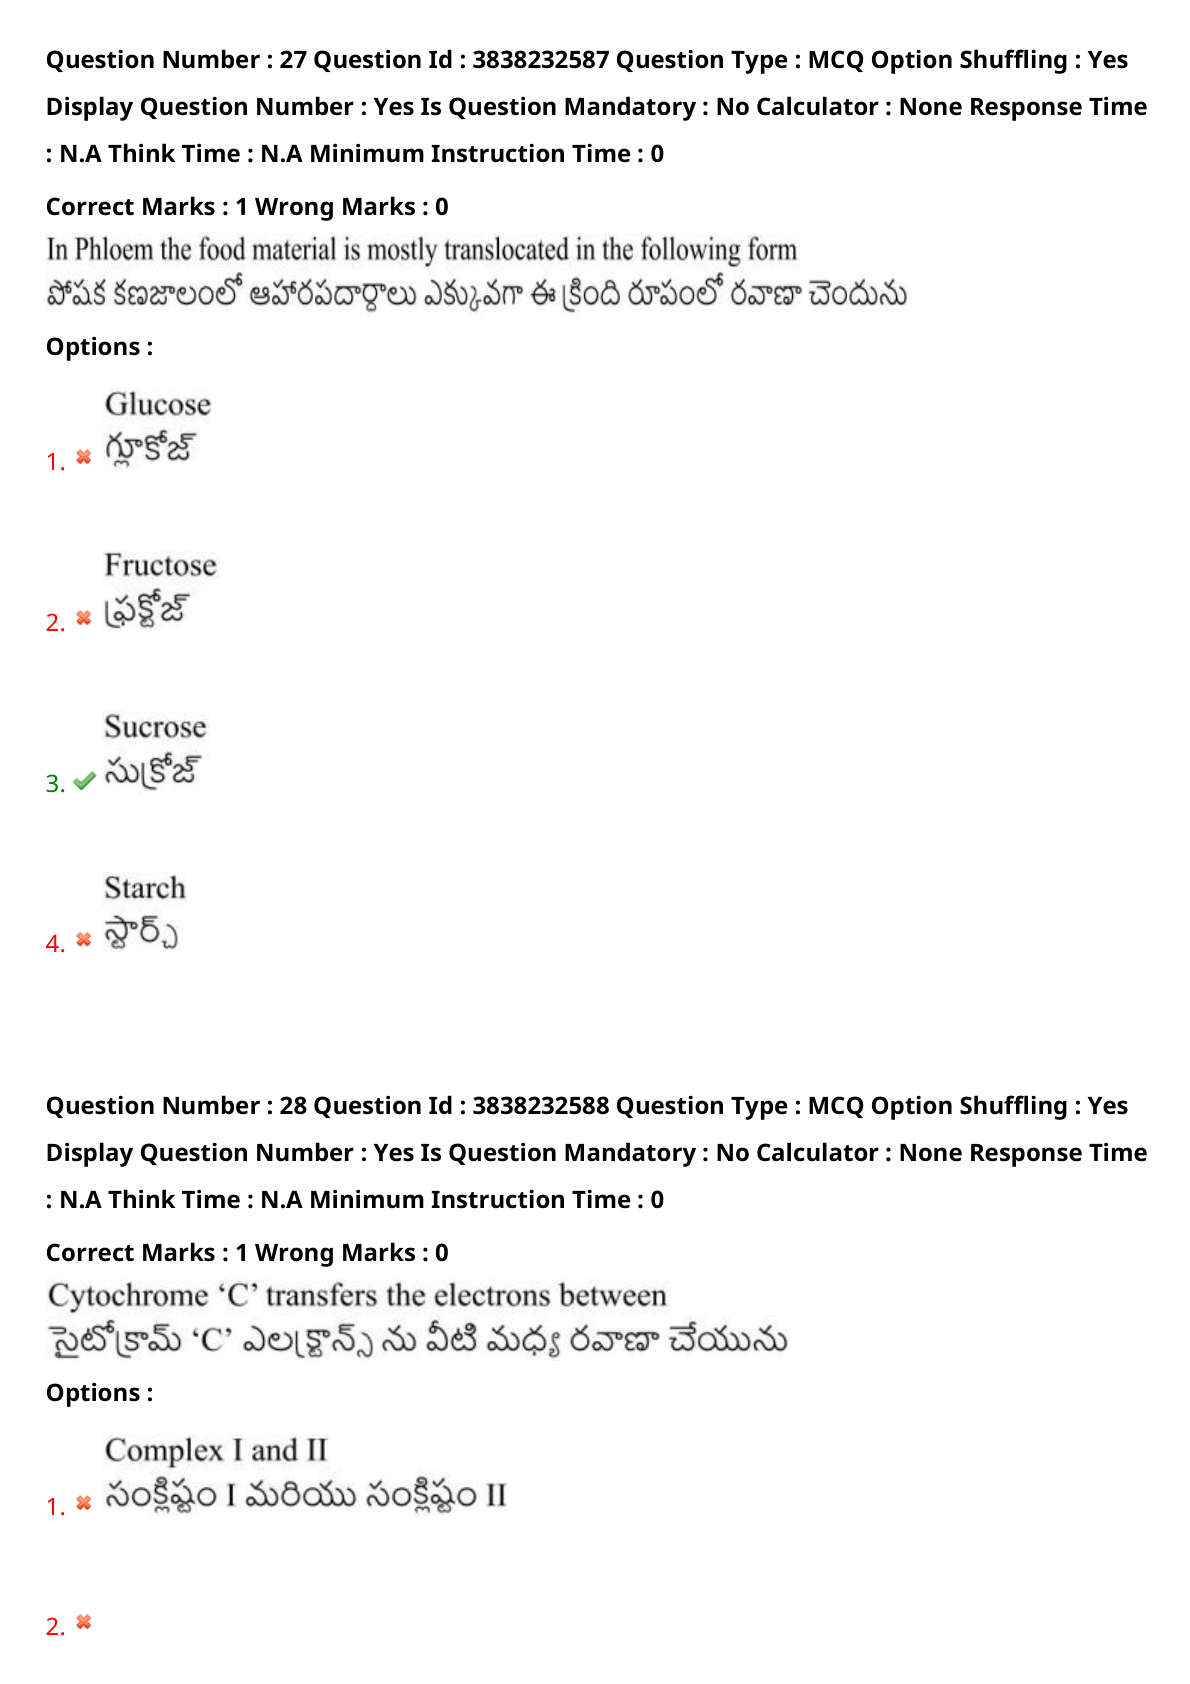 Question Number : 27 Question Id : 3838232587 Question Type : MCQ Option Shuffling : Yes
Display Question Number : Yes Is Question Mandatory : No Calculator : None Response Time
: N.A Think Time : N.A Minimum Instruction Time : 0
Correct Marks : 1 Wrong Marks : 0
In Phloem the food material is mostly translocated in the following form
పోషక కణజాలంలో ఆహారపదార్ధాలు ఎక్కువగా ఈ క్రింది రూపంలో రవాణా చెందును
Options :
Glucose
1. గ్లూకోజ్
Fructose
2. ఫ్రక్టోజ్
Sucrose
3. సుక్రోజ్
Starch
4. స్టార్చ్
Question Number : 28 Question Id : 3838232588 Question Type : MCQ Option Shuffling : Yes
Display Question Number : Yes Is Question Mandatory : No Calculator : None Response Time
: N.A Think Time : N.A Minimum Instruction Time : 0
Correct Marks : 1 Wrong Marks : 0
Cytochrome ‘C’ transfers the electrons between
సైటోక్రామ్ ‘C’ ఎలక్ట్రాన్స్ ను వీటి మధ్య రవాణా చేయును
Options :
Complex I and II
1. సంక్లిష్టం I మరియు సంక్లిష్టం II
2.